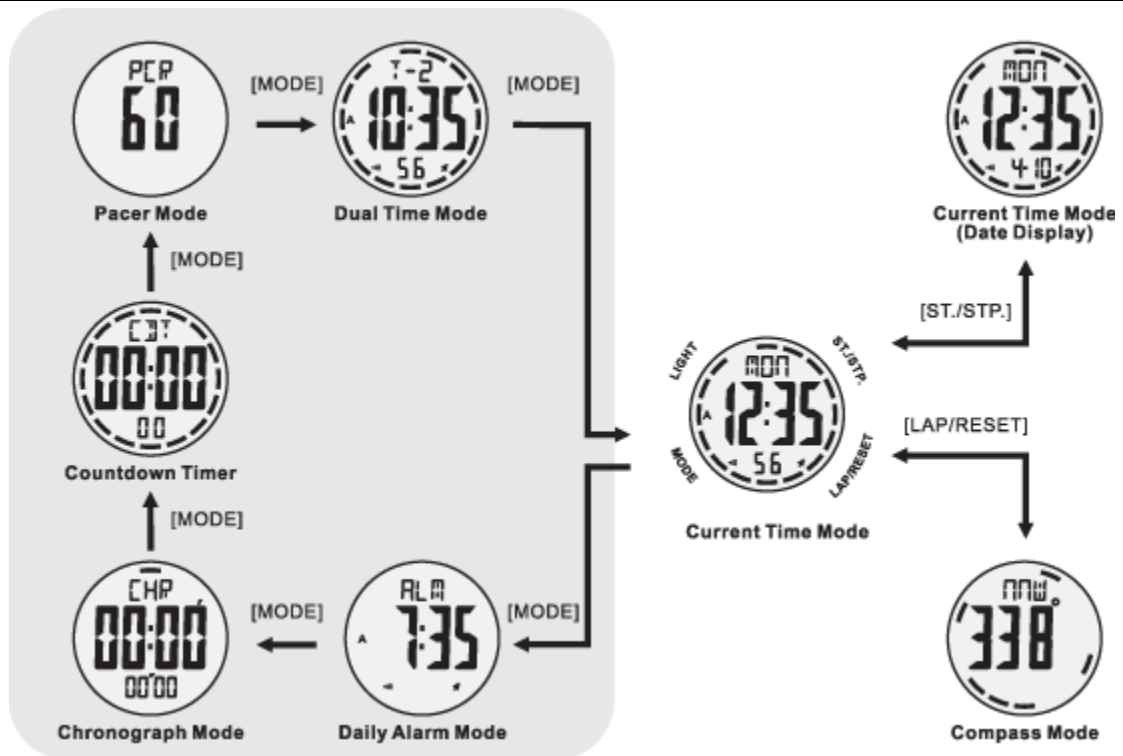 PCR
60
Pacer Mode
[MODE]
T-2
A 10:35
56
Dual Time Mode
[MODE]
MON
A 12:35
4-10
Current Time Mode
(Date Display)
[MODE]
CDT
00:00
00
Countdown Timer
[ST./STP.]
LIGHT
ST./STP.
MON
A 12:35
56
MODE
LAP/RESET
Current Time Mode
[LAP/RESET]
[MODE]
CHR
00:00
00'00
Chronograph Mode
[MODE]
ALM
A 7:35
Daily Alarm Mode
[MODE]
NNW
338°
Compass Mode